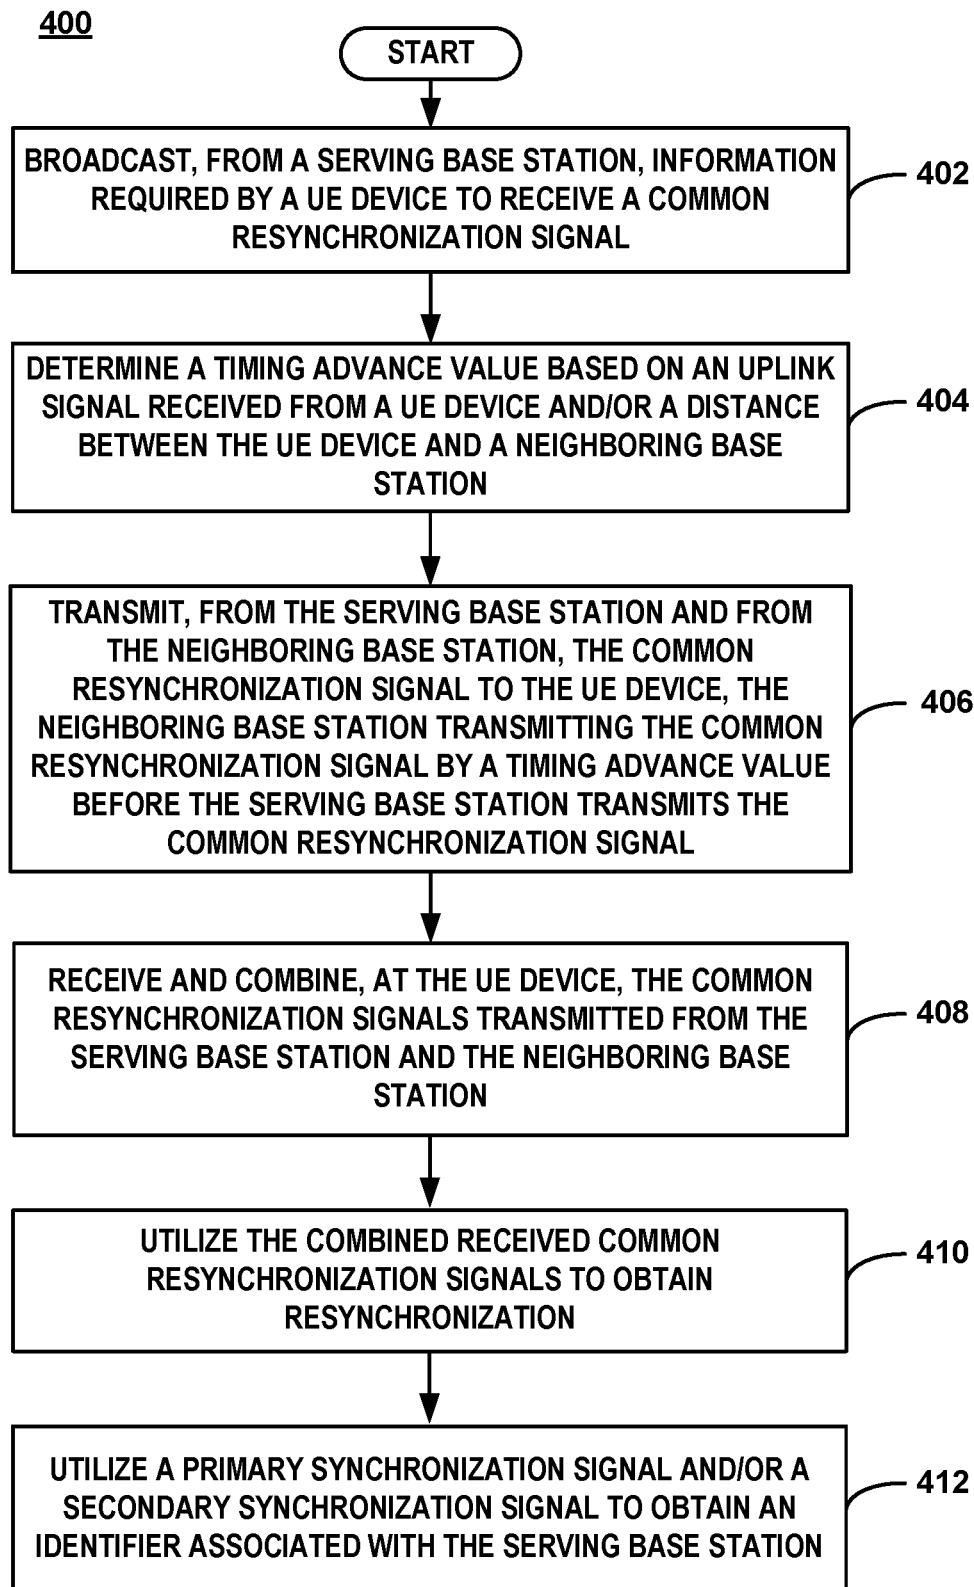 400
START
BROADCAST, FROM A SERVING BASE STATION, INFORMATION
REQUIRED BY A UE DEVICE TO RECEIVE A COMMON
RESYNCHRONIZATION SIGNAL
402
DETERMINE A TIMING ADVANCE VALUE BASED ON AN UPLINK
SIGNAL RECEIVED FROM A UE DEVICE AND/OR A DISTANCE
BETWEEN THE UE DEVICE AND A NEIGHBORING BASE
STATION
404
TRANSMIT, FROM THE SERVING BASE STATION AND FROM
THE NEIGHBORING BASE STATION, THE COMMON
RESYNCHRONIZATION SIGNAL TO THE UE DEVICE, THE
NEIGHBORING BASE STATION TRANSMITTING THE COMMON
RESYNCHRONIZATION SIGNAL BY A TIMING ADVANCE VALUE
BEFORE THE SERVING BASE STATION TRANSMITS THE
COMMON RESYNCHRONIZATION SIGNAL
406
RECEIVE AND COMBINE, AT THE UE DEVICE, THE COMMON
RESYNCHRONIZATION SIGNALS TRANSMITTED FROM THE
SERVING BASE STATION AND THE NEIGHBORING BASE
STATION
408
UTILIZE THE COMBINED RECEIVED COMMON
RESYNCHRONIZATION SIGNALS TO OBTAIN
RESYNCHRONIZATION
410
UTILIZE A PRIMARY SYNCHRONIZATION SIGNAL AND/OR A
SECONDARY SYNCHRONIZATION SIGNAL TO OBTAIN AN
IDENTIFIER ASSOCIATED WITH THE SERVING BASE STATION
412